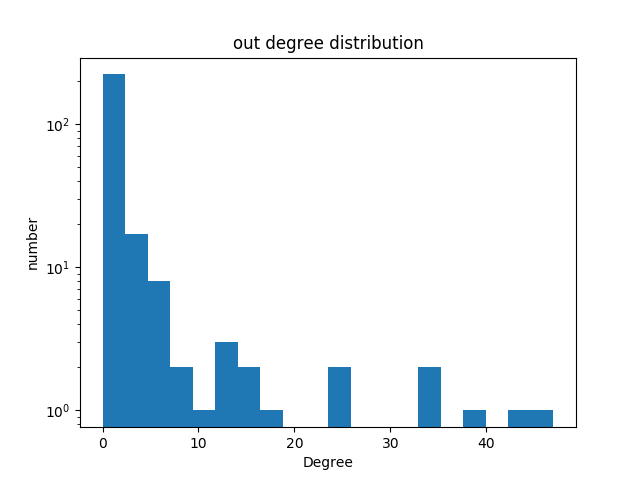 out degree distribution
number
10²
10¹
10⁰
0 10 20 30 40
Degree